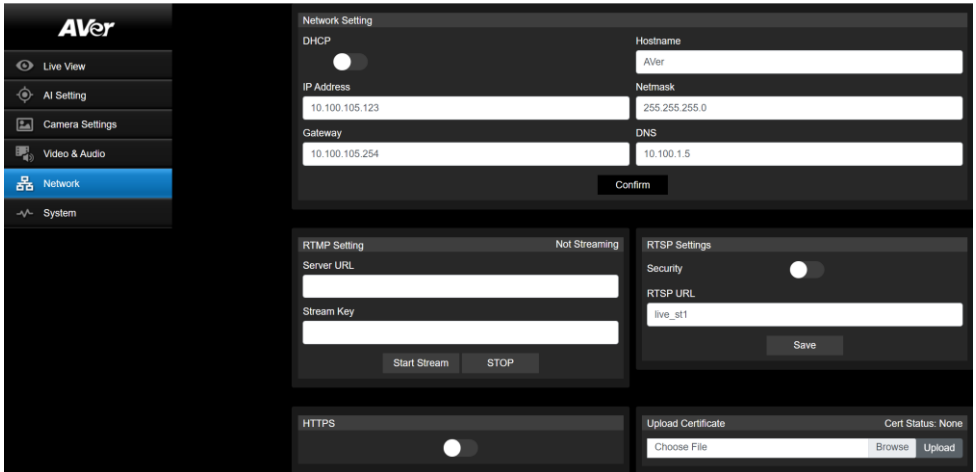 AVer
Live View
AI Setting
Camera Settings
Video & Audio
Network
System
Network Setting
DHCP
Hostname
AVer
IP Address
Netmask
10.100.105.123
255.255.255.0
Gateway
DNS
10.100.105.254
10.100.1.5
Confirm
RTMP Setting
Not Streaming
Server URL
Stream Key
Start Stream
STOP
RTSP Settings
Security
RTSP URL
live_st1
Save
HTTPS
Upload Certificate
Cert Status: None
Choose File
Browse
Upload